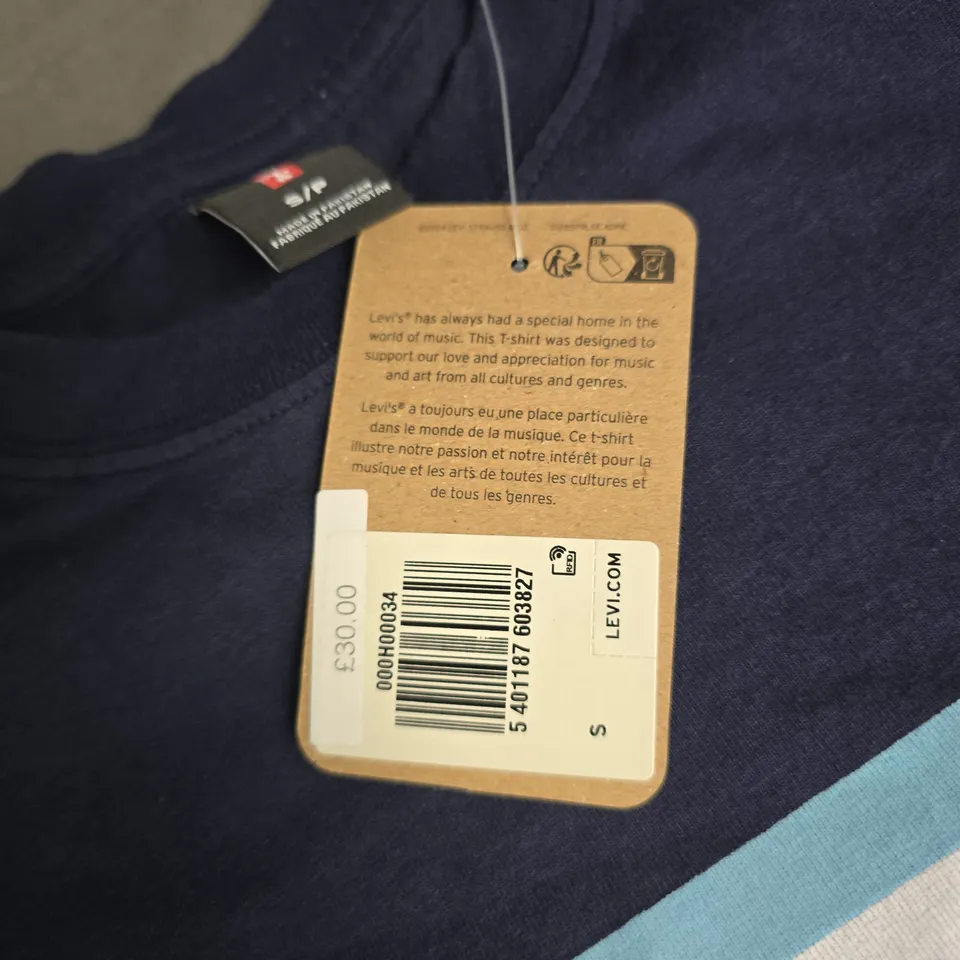 S/P
MADE IN PAKISTAN
FABRIQUÉ AU PAKISTAN
FR
Levi's® has always had a special home in the
world of music. This T-shirt was designed to
support our love and appreciation for music
and art from all cultures and genres.
Levi's® a toujours eu une place particulière
dans le monde de la musique. Ce t-shirt
illustre notre passion et notre intérêt pour la
musique et les arts de toutes les cultures et
de tous les genres.
£30.00
000H00034
5 401187 603827
RFID
LEVI.COM
S